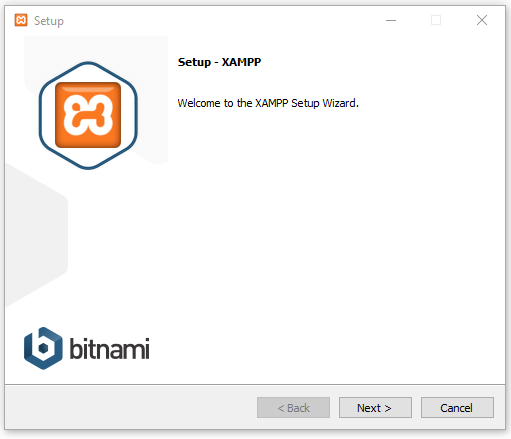 Setup
Setup - XAMPP
Welcome to the XAMPP Setup Wizard.
bitnami
< Back
Next >
Cancel